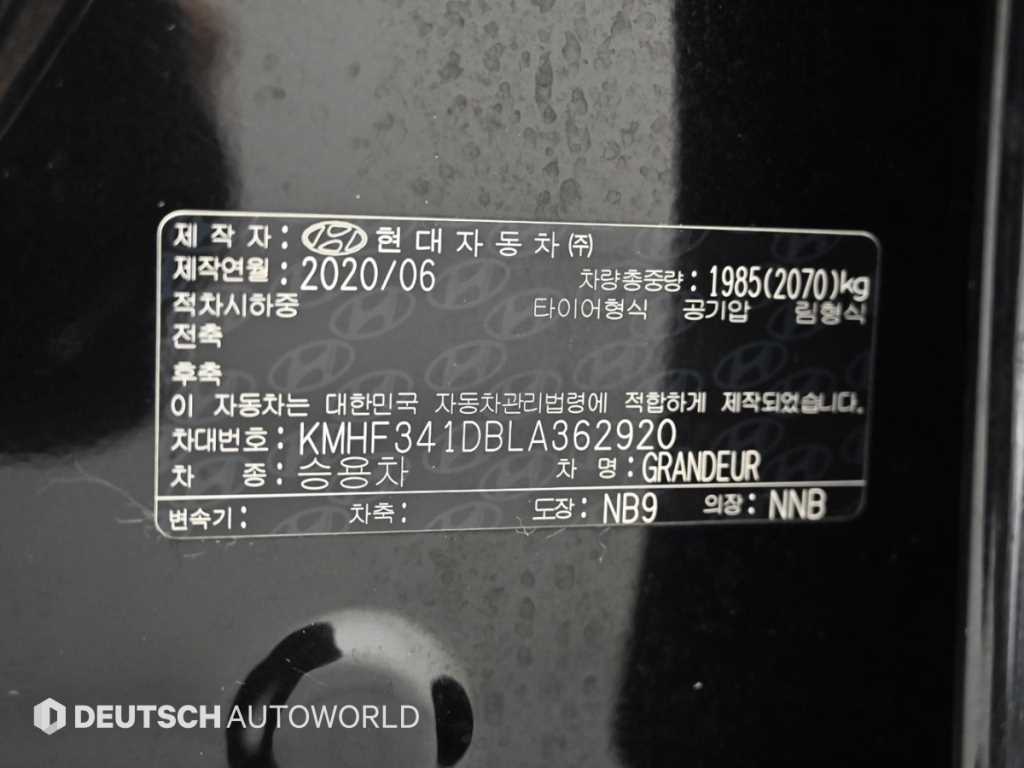 제작자: 현대자동차(주)
제작연월: 2020/06 차량총중량: 1985(2070)kg
적차시하중 타이어형식 공기압 림형식
전축
후축
이 자동차는 대한민국 자동차관리법령에 적합하게 제작되었습니다.
차대번호: KMHF341DBLA362920
차종: 승용차 차명: GRANDEUR
변속기: 차축: 도장: NB9 의장: NNB
DEUTSCH AUTOWORLD